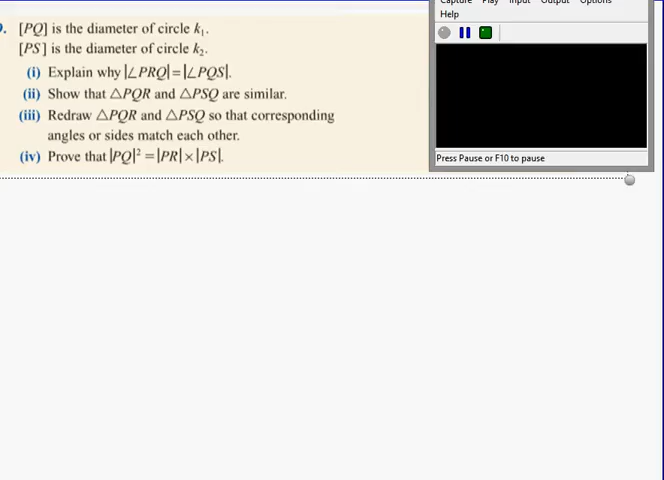 9. [PQ] is the diameter of circle k₁.
[PS] is the diameter of circle k₂.
(i) Explain why |∠PRQ| = |∠PQS|.
(ii) Show that △PQR and △PSQ are similar.
(iii) Redraw △PQR and △PSQ so that corresponding
angles or sides match each other.
(iv) Prove that |PQ|² = |PR| × |PS|.
Capture Play Input Output Options
Help
Press Pause or F10 to pause